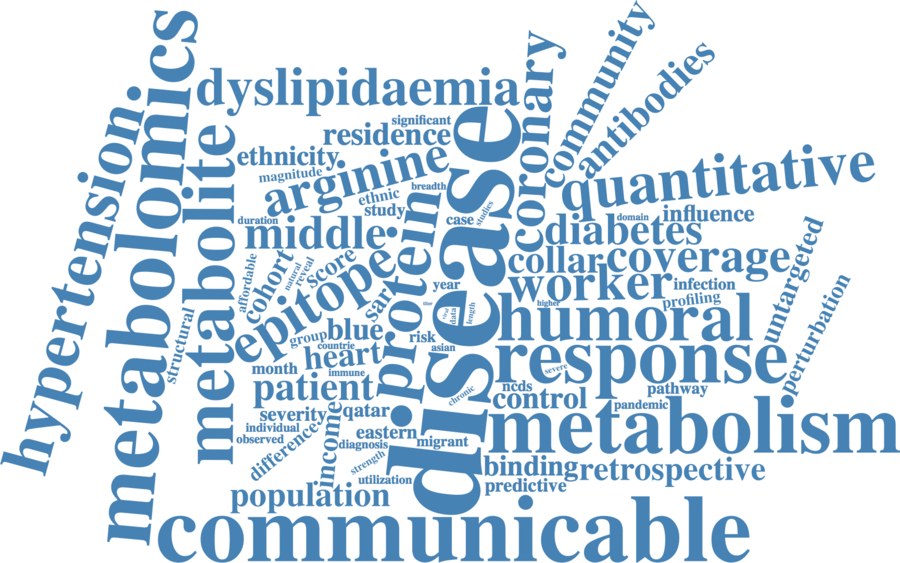 hypertension
metabolomics
metabolite
structural
dyslipidaemia
significant
residence
ethnicity
magnitude
arginine
ethnic
breadth
study
duration
middle
case
studies
disease
protein
coronary
community
antibodies
quantitative
domain
influence
diabetes
collar
coverage
worker
infection
profiling
untargeted
perturbation
affordable
cohort
natural
reveal
score
epitope
sars
year
titer
viral
data
length
higher
humoral
group
blue
countrie
risk
asian
heart
immune
month
response
severe
patient
chronic
ncds
control
pathway
pandemic
severity
qatar
individual
observed
difference
income
eastern
diagnosis
migrant
metabolism
strength
utilization
binding
retrospective
predictive
population
communicable